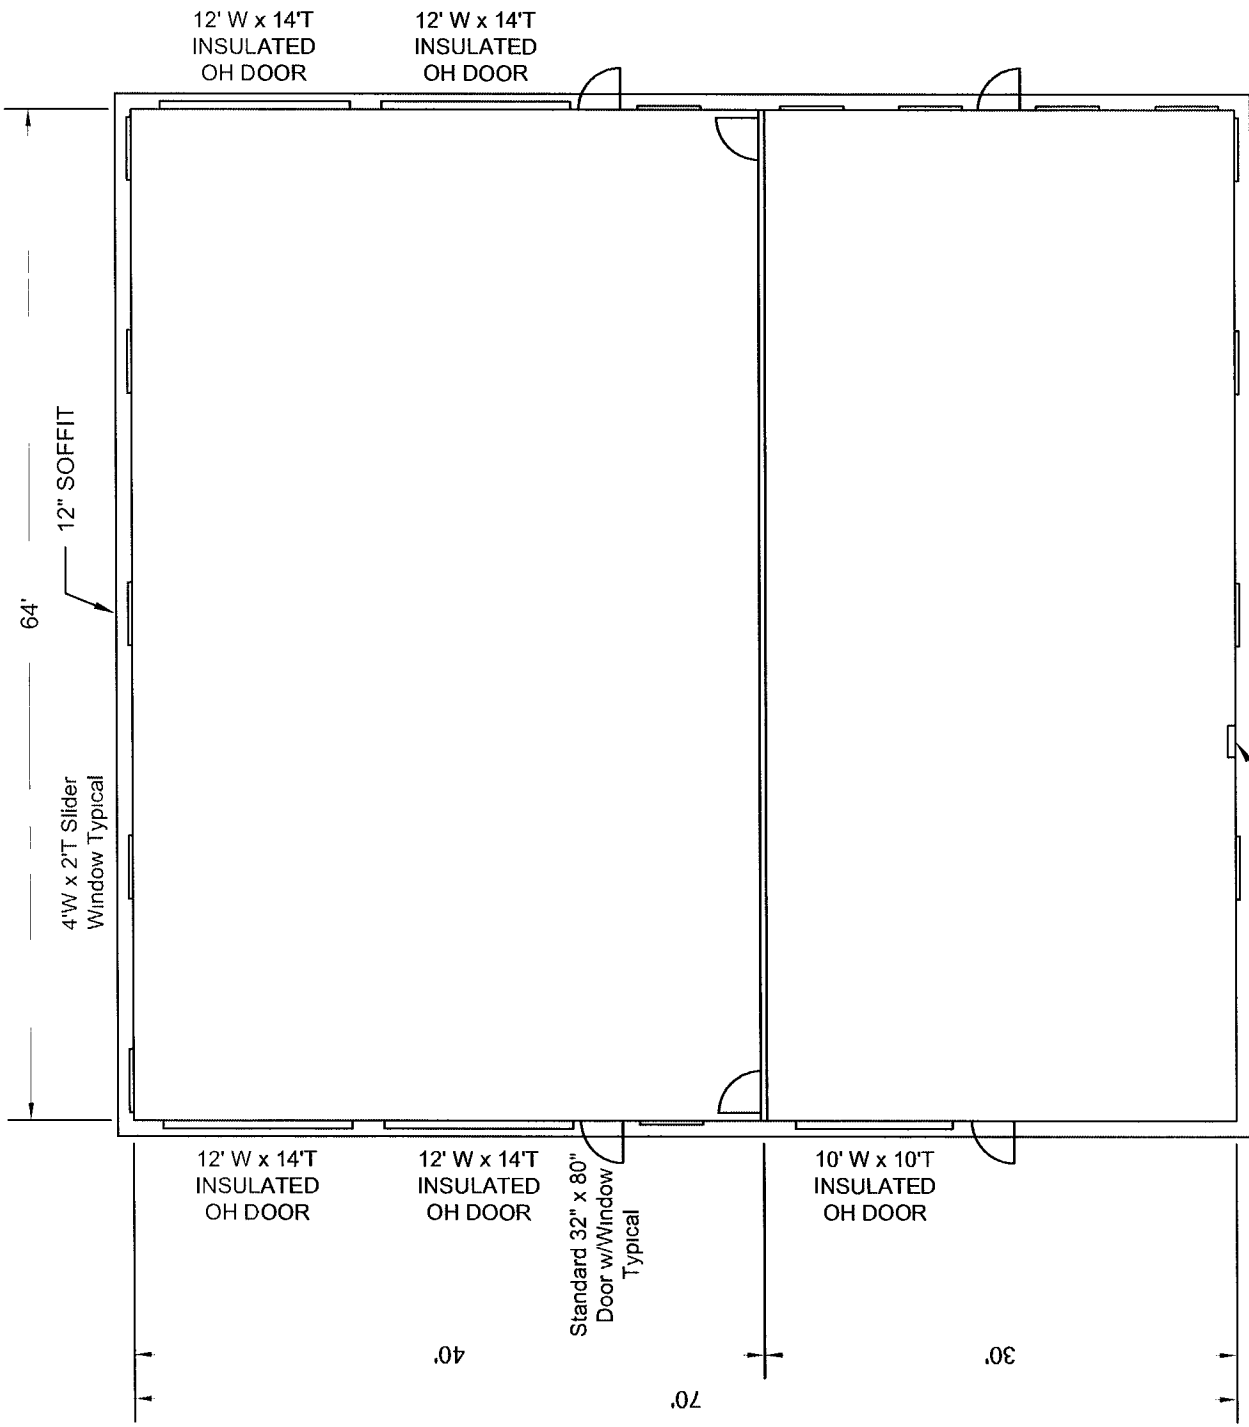 12' W x 14'T
INSULATED
OH DOOR
12' W x 14'T
INSULATED
OH DOOR
64'
12" SOFFIT
4'W x 2'T Slider
Window Typical
12' W x 14'T
INSULATED
OH DOOR
12' W x 14'T
INSULATED
OH DOOR
Standard 32" x 80"
Door w/Window
Typical
10' W x 10'T
INSULATED
OH DOOR
40'
30'
70'